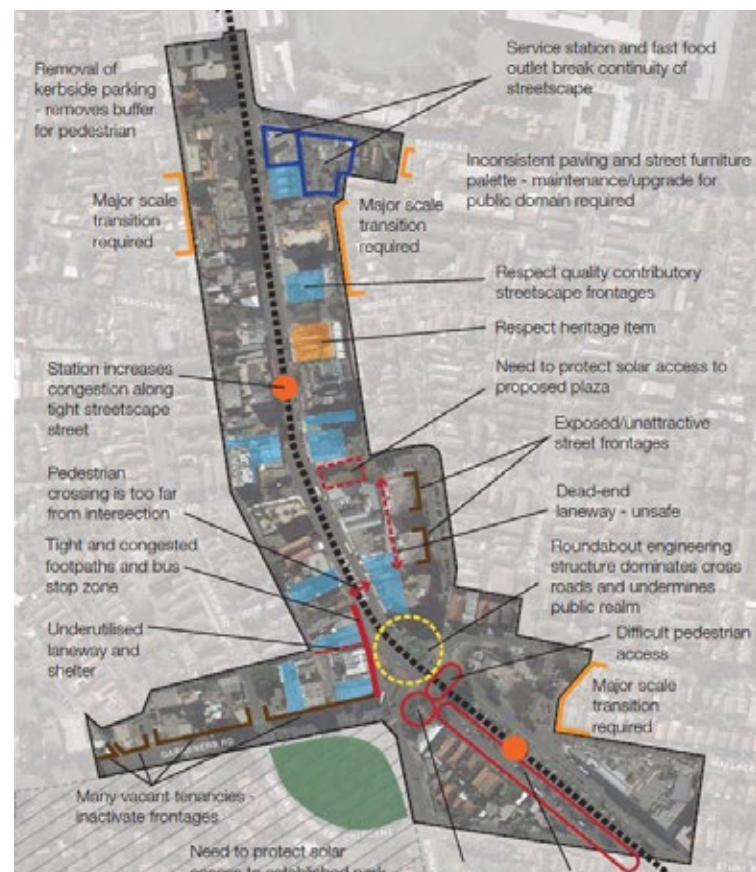 Removal of
kerbside parking
- removes buffer
for pedestrian
Service station and fast food
outlet break continuity of
streetscape
Inconsistent paving and street furniture
palette - maintenance/upgrade for
public domain required
Major scale
transition
required
Major scale
transition
required
Respect quality contributory
streetscape frontages
Respect heritage item
Need to protect solar access to
proposed plaza
Station increases
congestion along
tight streetscape
street
Exposed/unattractive
street frontages
Pedestrian
crossing is too far
from intersection
Dead-end
laneway - unsafe
Tight and congested
footpaths and bus
stop zone
Roundabout engineering
structure dominates cross
roads and undermines
public realm
Underutilised
laneway and
shelter
Difficult pedestrian
access
Major scale
transition
required
GARDENERS RD
Many vacant tenancies -
inactivate frontages
Need to protect solar